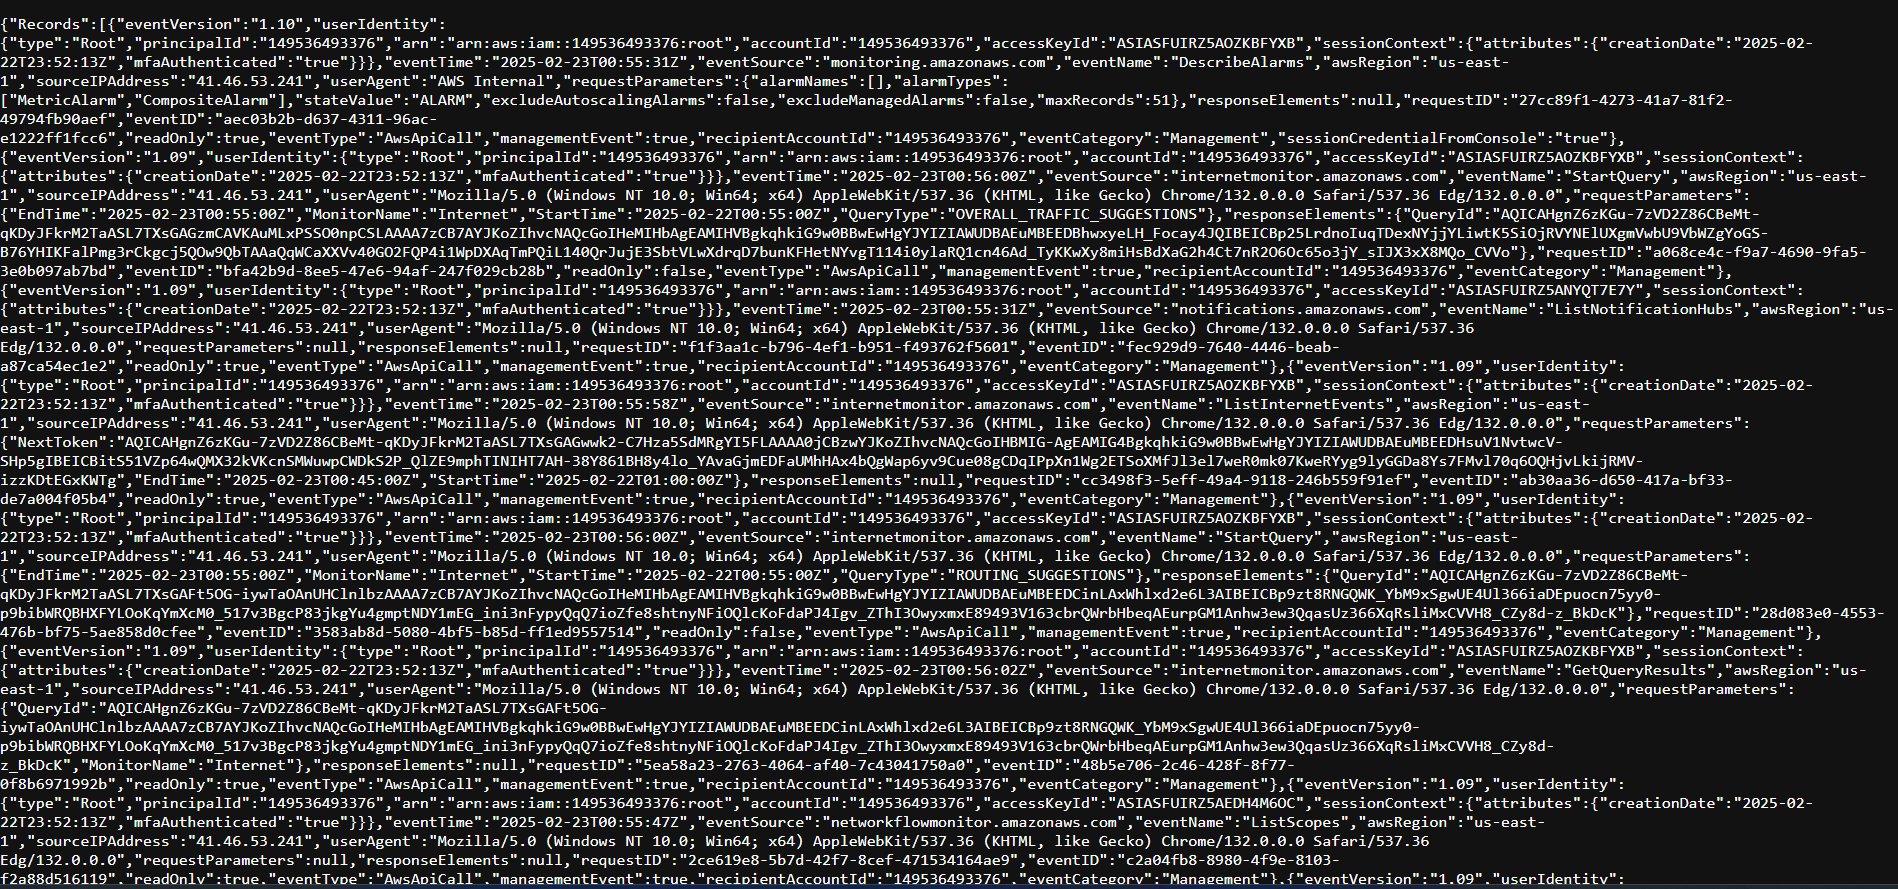 {"Records":[{"eventVersion":"1.10","userIdentity":
{"type":"Root","principalId":"149536493376","arn":"arn:aws:iam::149536493376:root","accountId":"149536493376","accessKeyId":"ASIASFUIRZ5AOZKBFYXB","sessionContext":{"attributes":{"creationDate":"2025-02-
22T23:52:13Z","mfaAuthenticated":"true"}}},"eventTime":"2025-02-23T00:55:31Z","eventSource":"monitoring.amazonaws.com","eventName":"DescribeAlarms","awsRegion":"us-east-
1","sourceIPAddress":"41.46.53.241","userAgent":"AWS Internal","requestParameters":{"alarmNames":[],"alarmTypes":
["MetricAlarm","CompositeAlarm"],"stateValue":"ALARM","excludeAutoscalingAlarms":false,"excludeManagedAlarms":false,"maxRecords":51},"responseElements":null,"requestID":"27cc89f1-4273-41a7-81f2-
49794fb90aef","eventID":"aec03b2b-d637-4311-96ac-
e1222ff1fcc6","readOnly":true,"eventType":"AwsApiCall","managementEvent":true,"recipientAccountId":"149536493376","eventCategory":"Management","sessionCredentialFromConsole":"true"},
{"eventVersion":"1.09","userIdentity":{"type":"Root","principalId":"149536493376","arn":"arn:aws:iam::149536493376:root","accountId":"149536493376","accessKeyId":"ASIASFUIRZ5AOZKBFYXB","sessionContext":
{"attributes":{"creationDate":"2025-02-22T23:52:13Z","mfaAuthenticated":"true"}}},"eventTime":"2025-02-23T00:56:00Z","eventSource":"internetmonitor.amazonaws.com","eventName":"StartQuery","awsRegion":"us-east-
1","sourceIPAddress":"41.46.53.241","userAgent":"Mozilla/5.0 (Windows NT 10.0; Win64; x64) AppleWebKit/537.36 (KHTML, like Gecko) Chrome/132.0.0.0 Safari/537.36 Edg/132.0.0.0","requestParameters":
{"EndTime":"2025-02-23T00:55:00Z","MonitorName":"Internet","StartTime":"2025-02-22T00:55:00Z","QueryType":"OVERALL_TRAFFIC_SUGGESTIONS"},"responseElements":{"QueryId":"AQICAHgnZ6zKGu-7zVD2Z86CBeMt-
qKDyJFkrM2TaASL7TXsGAGzmCAVKAuMLxPSSO0npCSLAAAA7zCB7AYJKoZIhvcNAQcGoIHeMIHbAgEAMIHVBgkqhkiG9w0BBwEwHgYJYIZIAWUDBAEuMBEEDBhwxyeLH_Focay4JQIBEICBp25LrdnoIuqTDexNYjjYLiwtK5SiOjRVYNElUXgmVwbU9VbWZgYoGS-
B76YHIKFalPmg3rCkgcj5QOw9QbTAAaQqWCaXXVv40GO2FQP4i1WpDXAqTmPQiL140QrJujE3SbtVLwXdrqD7bunKFHetNYvgT114i0ylaRQ1cn46Ad_TyKKwXy8miHsBdXaG2h4Ct7nR2O6Oc65o3jY_sIJX3xX8MQo_CVVo"},"requestID":"a068ce4c-f9a7-4690-9fa5-
3e0b097ab7bd","eventID":"bfa42b9d-8ee5-47e6-94af-247f029cb28b","readOnly":false,"eventType":"AwsApiCall","managementEvent":true,"recipientAccountId":"149536493376","eventCategory":"Management"},
{"eventVersion":"1.09","userIdentity":{"type":"Root","principalId":"149536493376","arn":"arn:aws:iam::149536493376:root","accountId":"149536493376","accessKeyId":"ASIASFUIRZ5ANYQT7E7Y","sessionContext":
{"attributes":{"creationDate":"2025-02-22T23:52:13Z","mfaAuthenticated":"true"}}},"eventTime":"2025-02-23T00:55:31Z","eventSource":"notifications.amazonaws.com","eventName":"ListNotificationHubs","awsRegion":"us-
east-1","sourceIPAddress":"41.46.53.241","userAgent":"Mozilla/5.0 (Windows NT 10.0; Win64; x64) AppleWebKit/537.36 (KHTML, like Gecko) Chrome/132.0.0.0 Safari/537.36
Edg/132.0.0.0","requestParameters":null,"responseElements":null,"requestID":"f1f3aa1c-b796-4ef1-b951-f493762f5601","eventID":"fec929d9-7640-4446-beab-
a87ca54ec1e2","readOnly":true,"eventType":"AwsApiCall","managementEvent":true,"recipientAccountId":"149536493376","eventCategory":"Management"},{"eventVersion":"1.09","userIdentity":
{"type":"Root","principalId":"149536493376","arn":"arn:aws:iam::149536493376:root","accountId":"149536493376","accessKeyId":"ASIASFUIRZ5AOZKBFYXB","sessionContext":{"attributes":{"creationDate":"2025-02-
22T23:52:13Z","mfaAuthenticated":"true"}}},"eventTime":"2025-02-23T00:55:58Z","eventSource":"internetmonitor.amazonaws.com","eventName":"ListInternetEvents","awsRegion":"us-east-
1","sourceIPAddress":"41.46.53.241","userAgent":"Mozilla/5.0 (Windows NT 10.0; Win64; x64) AppleWebKit/537.36 (KHTML, like Gecko) Chrome/132.0.0.0 Safari/537.36 Edg/132.0.0.0","requestParameters":
{"NextToken":"AQICAHgnZ6zKGu-7zVD2Z86CBeMt-qKDyJFkrM2TaASL7TXsGAGwwk2-C7Hza5SdMRgYI5FLAAAA0jCBzwYJKoZIhvcNAQcGoIHBMIG-AgEAMIG4BgkqhkiG9w0BBwEwHgYJYIZIAWUDBAEuMBEEDHsuV1NvtwcV-
SHp5gIBEICBitS51VZp64wQMX32kVKcnSMWuwpCWDkS2P_QlZE9mphTINIHT7AH-38Y861BH8y4lo_YAvaGjmEDFaUMhHAx4bQgWap6yv9Cue08gCDqIPpXn1Wg2ETSoXMfJl3el7weR0mk07KweRYyg9lyGGDa8Ys7FMvl70q6OQHjvLkijRMV-
izzKDtEGxKWTg","EndTime":"2025-02-23T00:45:00Z","StartTime":"2025-02-22T01:00:00Z"},"responseElements":null,"requestID":"cc3498f3-5eff-49a4-9118-246b559f91ef","eventID":"ab30aa36-d650-417a-bf33-
de7a004f05b4","readOnly":true,"eventType":"AwsApiCall","managementEvent":true,"recipientAccountId":"149536493376","eventCategory":"Management"},{"eventVersion":"1.09","userIdentity":
{"type":"Root","principalId":"149536493376","arn":"arn:aws:iam::149536493376:root","accountId":"149536493376","accessKeyId":"ASIASFUIRZ5AOZKBFYXB","sessionContext":{"attributes":{"creationDate":"2025-02-
22T23:52:13Z","mfaAuthenticated":"true"}}},"eventTime":"2025-02-23T00:56:00Z","eventSource":"internetmonitor.amazonaws.com","eventName":"StartQuery","awsRegion":"us-east-
1","sourceIPAddress":"41.46.53.241","userAgent":"Mozilla/5.0 (Windows NT 10.0; Win64; x64) AppleWebKit/537.36 (KHTML, like Gecko) Chrome/132.0.0.0 Safari/537.36 Edg/132.0.0.0","requestParameters":
{"EndTime":"2025-02-23T00:55:00Z","MonitorName":"Internet","StartTime":"2025-02-22T00:55:00Z","QueryType":"ROUTING_SUGGESTIONS"},"responseElements":{"QueryId":"AQICAHgnZ6zKGu-7zVD2Z86CBeMt-
qKDyJFkrM2TaASL7TXsGAFt5OG-iywTaOAnUHClnlbzAAAA7zCB7AYJKoZIhvcNAQcGoIHeMIHbAgEAMIHVBgkqhkiG9w0BBwEwHgYJYIZIAWUDBAEuMBEEDCinLAxWhlxd2e6L3AIBEICBp9zt8RNGQWK_YbM9xSgwUE4Ul366iaDEpuocn75yy0-
p9bibWRQBHXFYLOoKqYmXcM0_517v3BgcP83jkgYu4gmptNDY1mEG_ini3nFypyQqQ7ioZfe8shtnyNFiOQlcKoFdaPJ4Igv_ZThI3OwyxmxE89493V163cbrQWrbHbeqAEurpGM1Anhw3ew3QqasUz366XqRsliMxCVVH8_CZy8d-z_BkDcK"},"requestID":"28d083e0-4553-
476b-bf75-5ae858d0cfee","eventID":"3583ab8d-5080-4bf5-b85d-ff1ed9557514","readOnly":false,"eventType":"AwsApiCall","managementEvent":true,"recipientAccountId":"149536493376","eventCategory":"Management"},
{"eventVersion":"1.09","userIdentity":{"type":"Root","principalId":"149536493376","arn":"arn:aws:iam::149536493376:root","accountId":"149536493376","accessKeyId":"ASIASFUIRZ5AOZKBFYXB","sessionContext":
{"attributes":{"creationDate":"2025-02-22T23:52:13Z","mfaAuthenticated":"true"}}},"eventTime":"2025-02-23T00:56:02Z","eventSource":"internetmonitor.amazonaws.com","eventName":"GetQueryResults","awsRegion":"us-
east-1","sourceIPAddress":"41.46.53.241","userAgent":"Mozilla/5.0 (Windows NT 10.0; Win64; x64) AppleWebKit/537.36 (KHTML, like Gecko) Chrome/132.0.0.0 Safari/537.36 Edg/132.0.0.0","requestParameters":
{"QueryId":"AQICAHgnZ6zKGu-7zVD2Z86CBeMt-qKDyJFkrM2TaASL7TXsGAFt5OG-
iywTaOAnUHClnlbzAAAA7zCB7AYJKoZIhvcNAQcGoIHeMIHbAgEAMIHVBgkqhkiG9w0BBwEwHgYJYIZIAWUDBAEuMBEEDCinLAxWhlxd2e6L3AIBEICBp9zt8RNGQWK_YbM9xSgwUE4Ul366iaDEpuocn75yy0-
p9bibWRQBHXFYLOoKqYmXcM0_517v3BgcP83jkgYu4gmptNDY1mEG_ini3nFypyQqQ7ioZfe8shtnyNFiOQlcKoFdaPJ4Igv_ZThI3OwyxmxE89493V163cbrQWrbHbeqAEurpGM1Anhw3ew3QqasUz366XqRsliMxCVVH8_CZy8d-
z_BkDcK","MonitorName":"Internet"},"responseElements":null,"requestID":"5ea58a23-2763-4064-af40-7c43041750a0","eventID":"48b5e706-2c46-428f-8f77-
0f8b6971992b","readOnly":true,"eventType":"AwsApiCall","managementEvent":true,"recipientAccountId":"149536493376","eventCategory":"Management"},{"eventVersion":"1.09","userIdentity":
{"type":"Root","principalId":"149536493376","arn":"arn:aws:iam::149536493376:root","accountId":"149536493376","accessKeyId":"ASIASFUIRZ5AEDH4M6OC","sessionContext":{"attributes":{"creationDate":"2025-02-
22T23:52:13Z","mfaAuthenticated":"true"}}},"eventTime":"2025-02-23T00:55:47Z","eventSource":"networkflowmonitor.amazonaws.com","eventName":"ListScopes","awsRegion":"us-east-
1","sourceIPAddress":"41.46.53.241","userAgent":"Mozilla/5.0 (Windows NT 10.0; Win64; x64) AppleWebKit/537.36 (KHTML, like Gecko) Chrome/132.0.0.0 Safari/537.36
Edg/132.0.0.0","requestParameters":null,"responseElements":null,"requestID":"2ce619e8-5b7d-42f7-8cef-471534164ae9","eventID":"c2a04fb8-8980-4f9e-8103-
f2a88d516119","readOnly":true,"eventType":"AwsApiCall","managementEvent":true,"recipientAccountId":"149536493376","eventCategory":"Management"},{"eventVersion":"1.09","userIdentity":